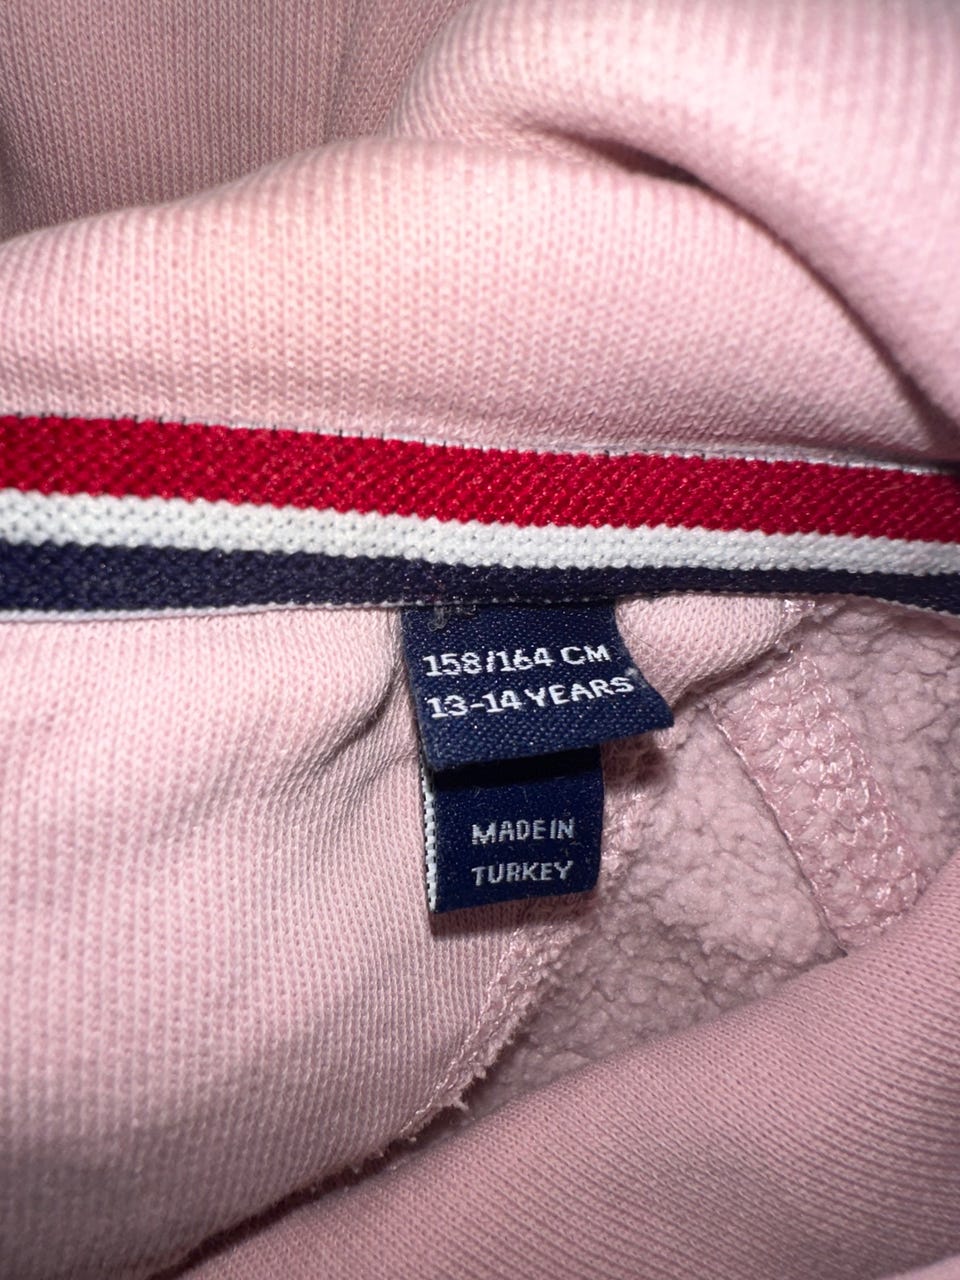 158/164 CM
13-14 YEARS
MADE IN
TURKEY